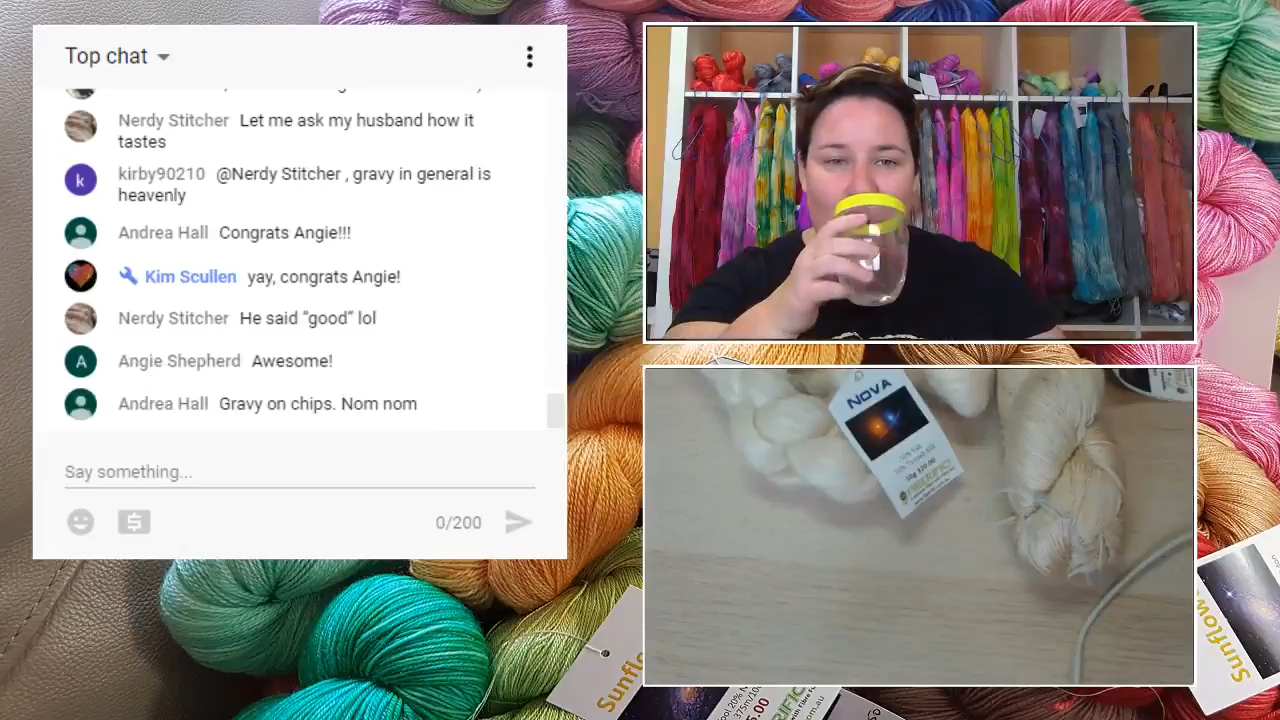 Top chat
Nerdy Stitcher Let me ask my husband how it
tastes
kirby90210 @Nerdy Stitcher , gravy in general is
heavenly
Andrea Hall Congrats Angie!!!
Kim Scullen yay, congrats Angie!
Nerdy Stitcher He said “good” lol
A
Angie Shepherd Awesome!
Andrea Hall Gravy on chips. Nom nom
Say something...
0/200
NOVA
Sunflow